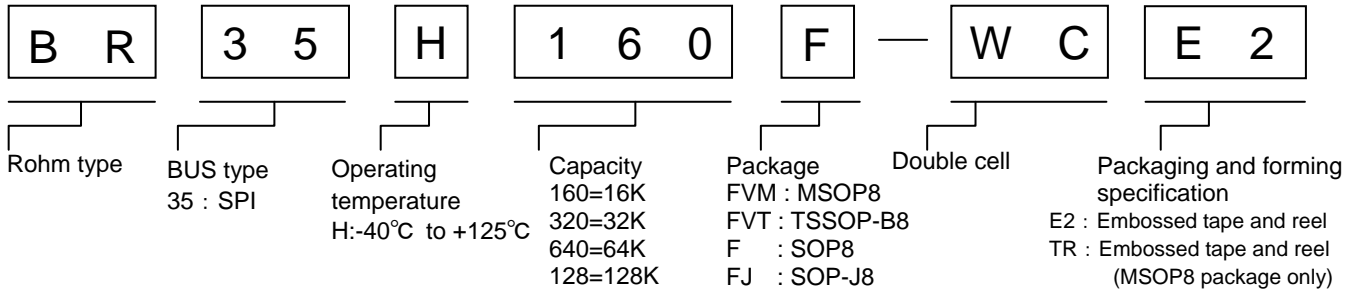 B R 3 5 H 1 6 0 F — W C E 2
Rohm type
BUS type
35 : SPI
Operating
temperature
H:-40℃ to +125℃
Capacity
160=16K
320=32K
640=64K
128=128K
Package
FVM : MSOP8
FVT : TSSOP-B8
F : SOP8
FJ : SOP-J8
Double cell
Packaging and forming
specification
E2 : Embossed tape and reel
TR : Embossed tape and reel
(MSOP8 package only)